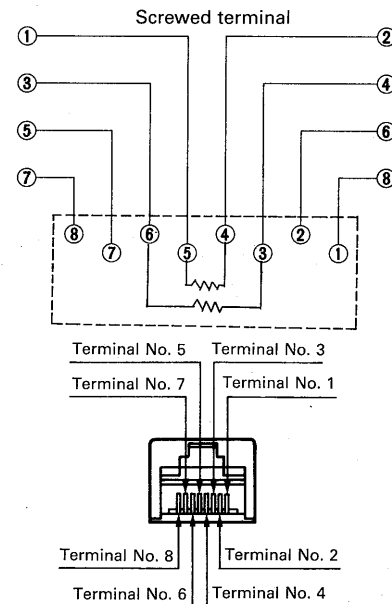 Screwed terminal
① ②
③ ④
⑤ ⑥
⑦ ⑧
⑧ ⑥ ④ ②
⑦ ⑤ ③ ①
Terminal No. 5 Terminal No. 3
Terminal No. 7 Terminal No. 1
Terminal No. 8 Terminal No. 2
Terminal No. 6 Terminal No. 4